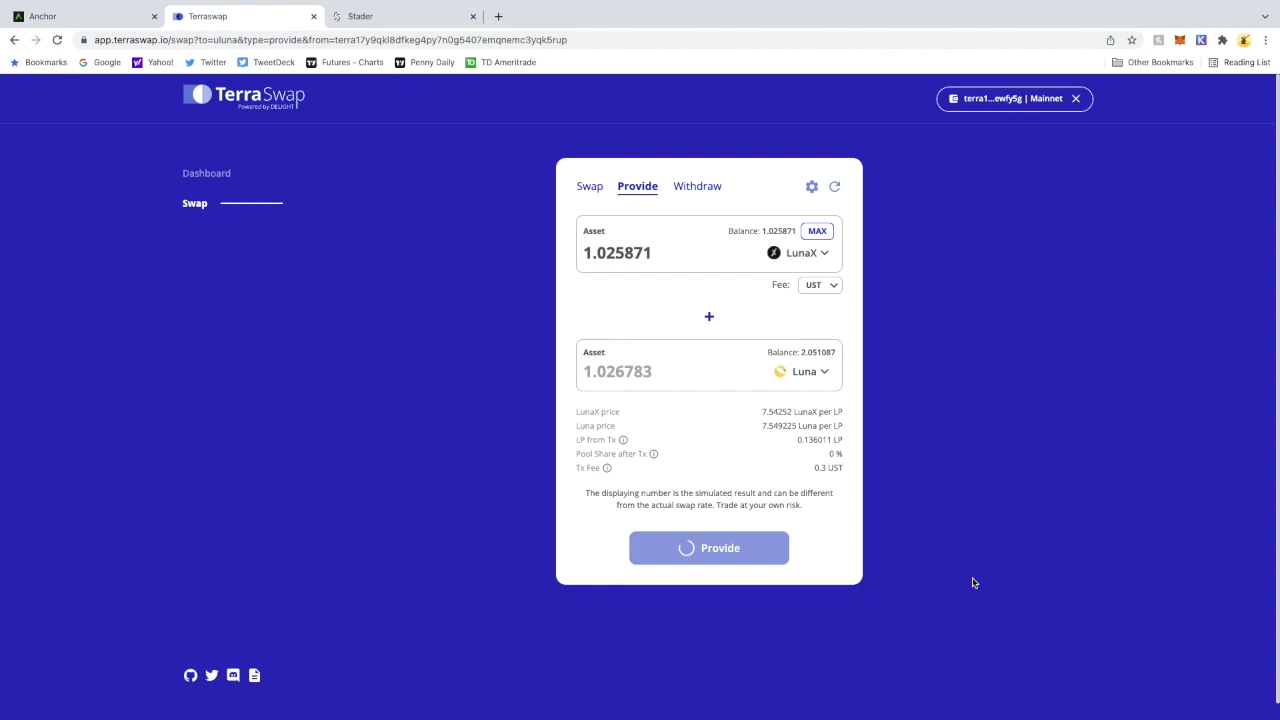 Anchor
Terraswap
Stader
app.terraswap.io/swap?to=uluna&type=provide&from=terra17y9qkl8dfkeg4py7n0g5407emqnemc3yqk5rup
Bookmarks
Google
Yahoo!
Twitter
TweetDeck
Futures - Charts
Penny Daily
TD Ameritrade
Other Bookmarks
Reading List
TerraSwap
Powered by DELIGHT
terra1...ewfy5g | Mainnet
Dashboard
Swap
Swap Provide Withdraw
Asset Balance: 1.025871 MAX
1.025871 LunaX
Fee: UST
+
Asset Balance: 2.051087
1.026783 Luna
LunaX price 7.54252 LunaX per LP
Luna price 7.549225 Luna per LP
LP from Tx 0.136011 LP
Pool Share after Tx 0 %
Tx Fee 0.3 UST
The displaying number is the simulated result and can be different
from the actual swap rate. Trade at your own risk.
Provide